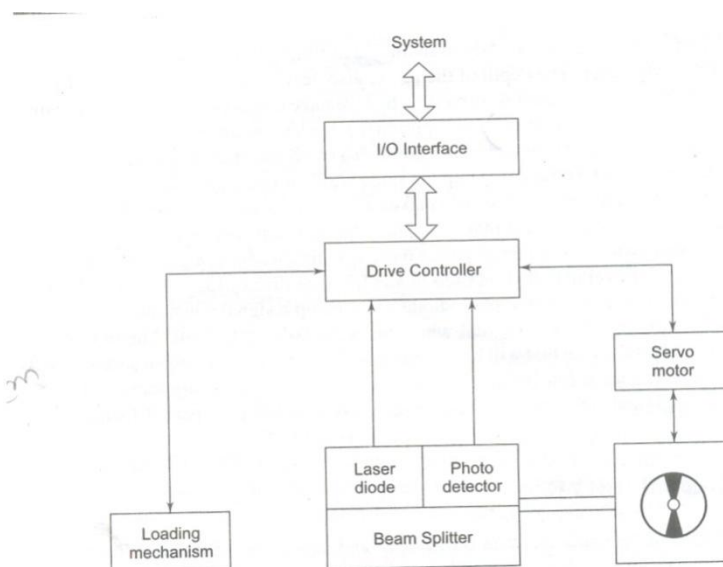 System
I/O Interface
Drive Controller
Servo
motor
Laser
diode
Photo
detector
Beam Splitter
Loading
mechanism